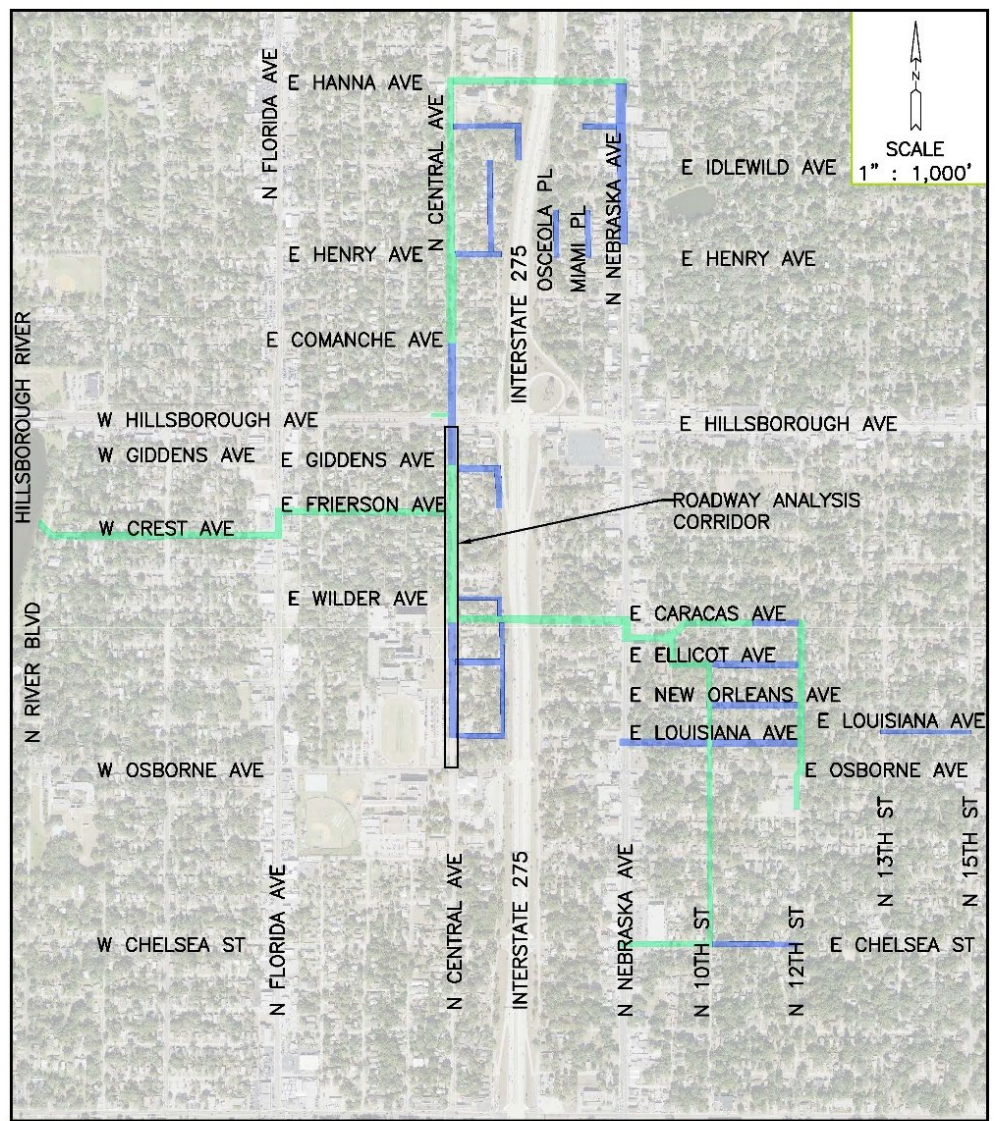 E HANNA AVE
N FLORIDA AVE
N CENTRAL AVE
N
SCALE
1" : 1,000'
E IDLEWILD AVE
OSCEOLA PL
MIAMI PL
N NEBRASKA AVE
E HENRY AVE
E HENRY AVE
INTERSTATE 275
E COMANCHE AVE
HILLSBOROUGH RIVER
W HILLSBOROUGH AVE
E HILLSBOROUGH AVE
W GIDDENS AVE
E GIDDENS AVE
E FRIERSON AVE
ROADWAY ANALYSIS
CORRIDOR
W CREST AVE
E WILDER AVE
E CARACAS AVE
N RIVER BLVD
E ELLICOT AVE
E NEW ORLEANS AVE
E LOUISIANA AVE
E LOUISIANA AVE
W OSBORNE AVE
E OSBORNE AVE
N FLORIDA AVE
N CENTRAL AVE
INTERSTATE 275
N NEBRASKA AVE
N 10TH ST
N 12TH ST
N 13TH ST
N 15TH ST
W CHELSEA ST
E CHELSEA ST